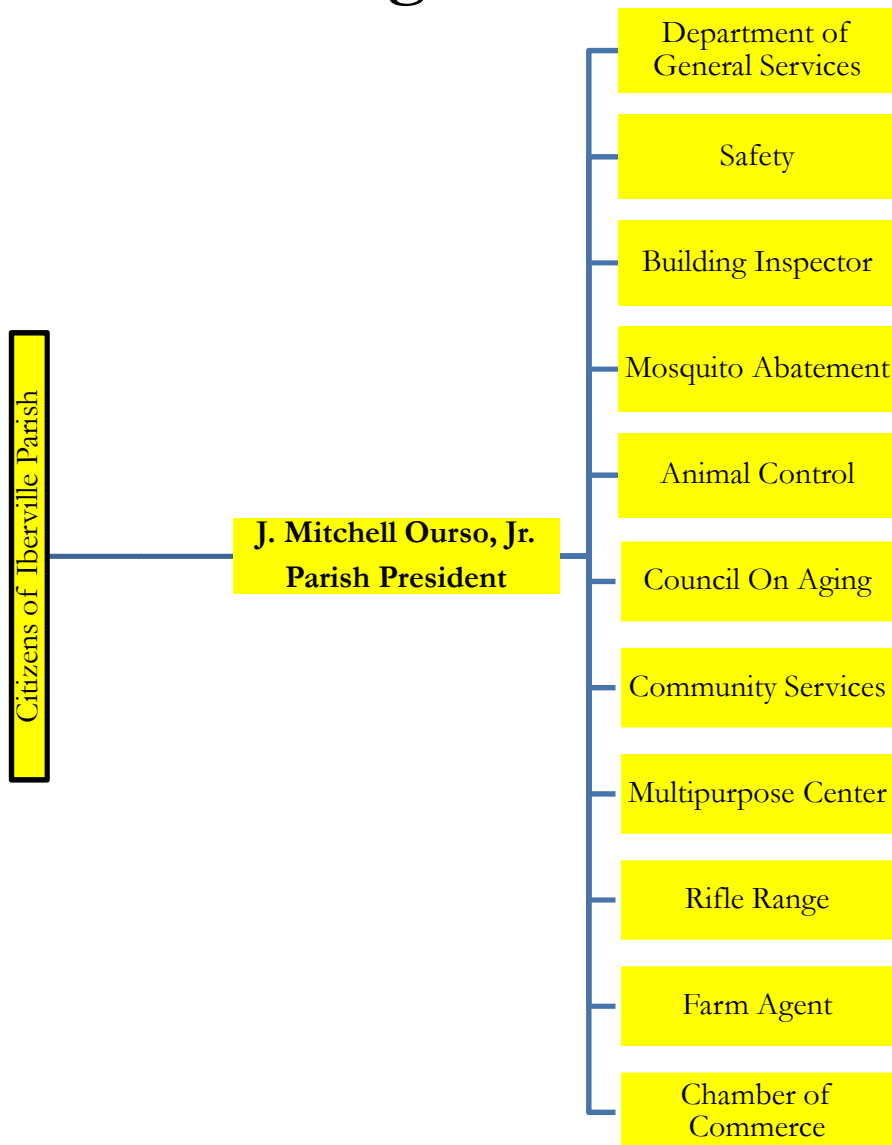 Citizens of Iberville Parish
J. Mitchell Ourso, Jr.
Parish President
Department of
General Services
Safety
Building Inspector
Mosquito Abatement
Animal Control
Council On Aging
Community Services
Multipurpose Center
Rifle Range
Farm Agent
Chamber of
Commerce